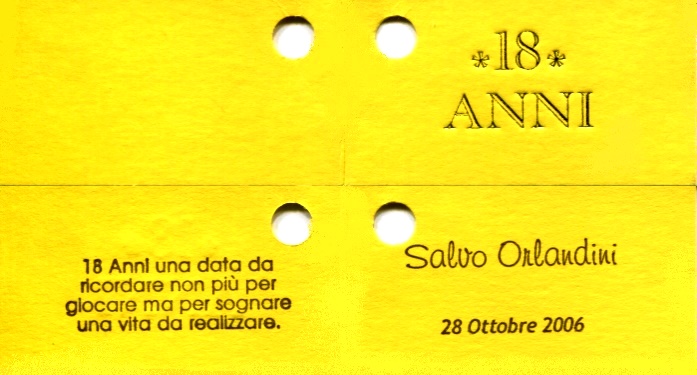 *18*
ANNI
18 Anni una data da
ricordare non più per
giocare ma per sognare
una vita da realizzare.
Salvo Orlandini
28 Ottobre 2006